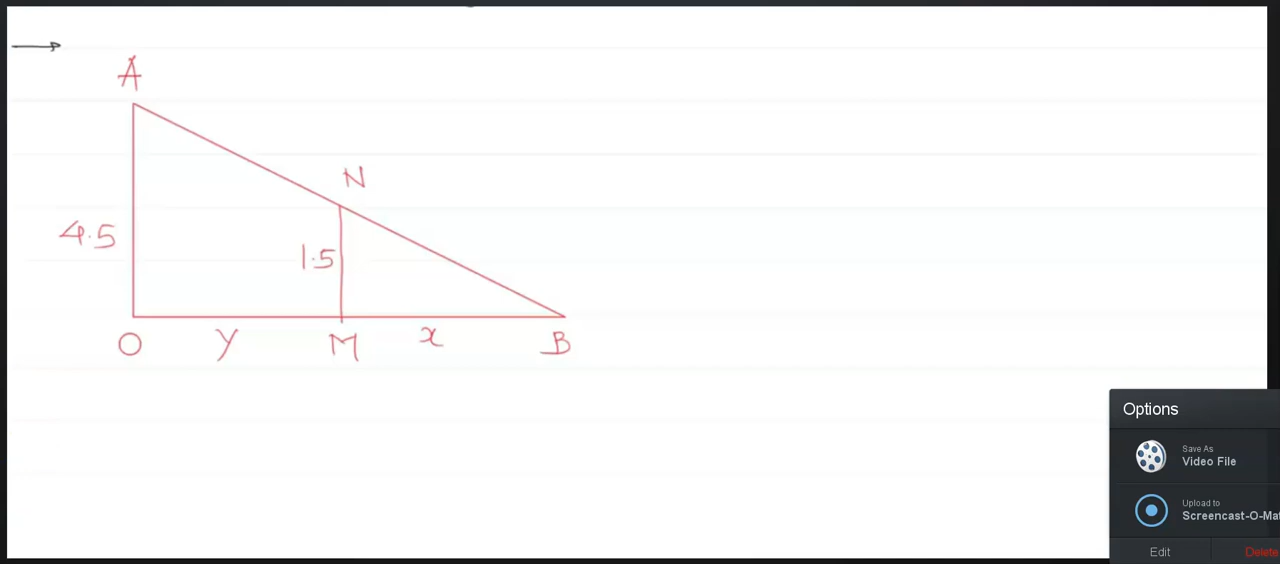 A
N
4.5
1.5
O y M x B
Options
Save As
Video File
Upload to
Screencast-O-Mat
Edit
Delete